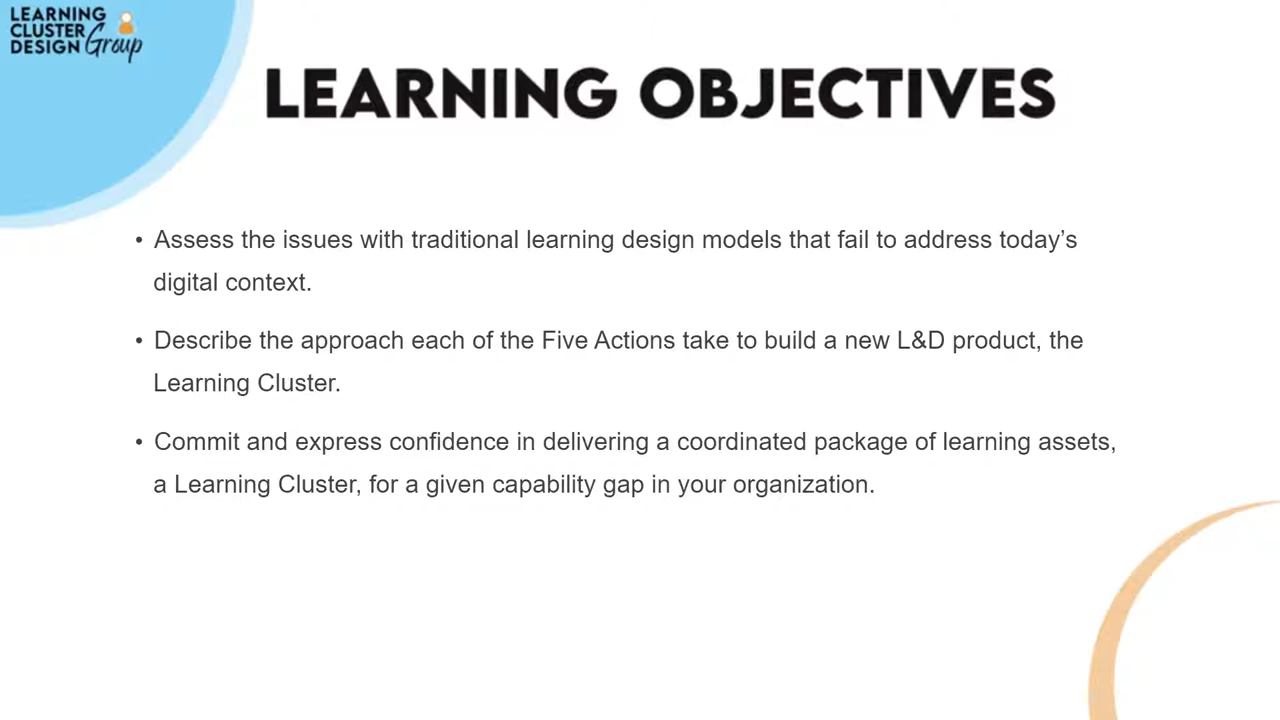 LEARNING
CLUSTER
DESIGN Group
LEARNING OBJECTIVES
• Assess the issues with traditional learning design models that fail to address today’s
digital context.
• Describe the approach each of the Five Actions take to build a new L&D product, the
Learning Cluster.
• Commit and express confidence in delivering a coordinated package of learning assets,
a Learning Cluster, for a given capability gap in your organization.